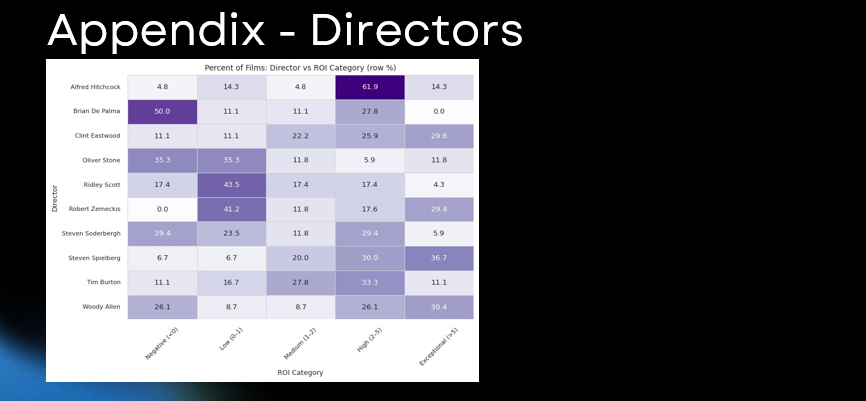 Appendix - Directors
Percent of Films: Director vs ROI Category (row %)
Alfred Hitchcock 4.8 14.3 4.8 61.9 14.3
Brian De Palma 50.0 11.1 11.1 27.8 0.0
Clint Eastwood 11.1 11.1 22.2 25.9 29.6
Oliver Stone 35.3 35.3 11.8 5.9 11.8
Ridley Scott 17.4 43.5 17.4 17.4 4.3
Robert Zemeckis 0.0 41.2 11.8 17.6 29.4
Steven Soderbergh 29.4 23.5 11.8 29.4 5.9
Steven Spielberg 6.7 6.7 20.0 30.0 36.7
Tim Burton 11.1 16.7 27.8 33.3 11.1
Woody Allen 26.1 8.7 8.7 26.1 30.4
Director
Negative (<0) Low (0–1) Medium (1–2) High (2–5) Exceptional (>5)
ROI Category